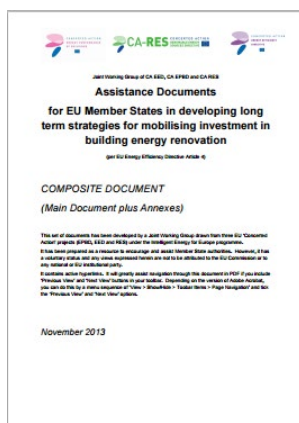 CA-RES
Joint Working Group of CA EED, CA EPBD and CA RES
Assistance Documents
for EU Member States in developing long
term strategies for mobilising investment in
building energy renovation
(per EU Energy Efficiency Directive Article 4)
COMPOSITE DOCUMENT
(Main Document plus Annexes)
This set of documents has been developed by a Joint Working Group drawn from three EU 'Concerted
Action' projects (EPBD, EED and RES) under the Intelligent Energy for Europe programme.
It has been prepared as a resource to encourage and assist Member State authorities. However, it has
a voluntary status and any views expressed herein are not to be attributed to the EU Commission or to
any national or EU institutional party.
It contains active hyperlinks. It will greatly assist navigation through this document in PDF if you include
'Previous View' and 'Next View' buttons in your toolbar. Depending on the version of Adobe Acrobat,
you can do this by a menu sequence of 'View > Show/Hide > Toolbar Items > Page Navigation' and tick
the 'Previous View' and 'Next View' options.
November 2013